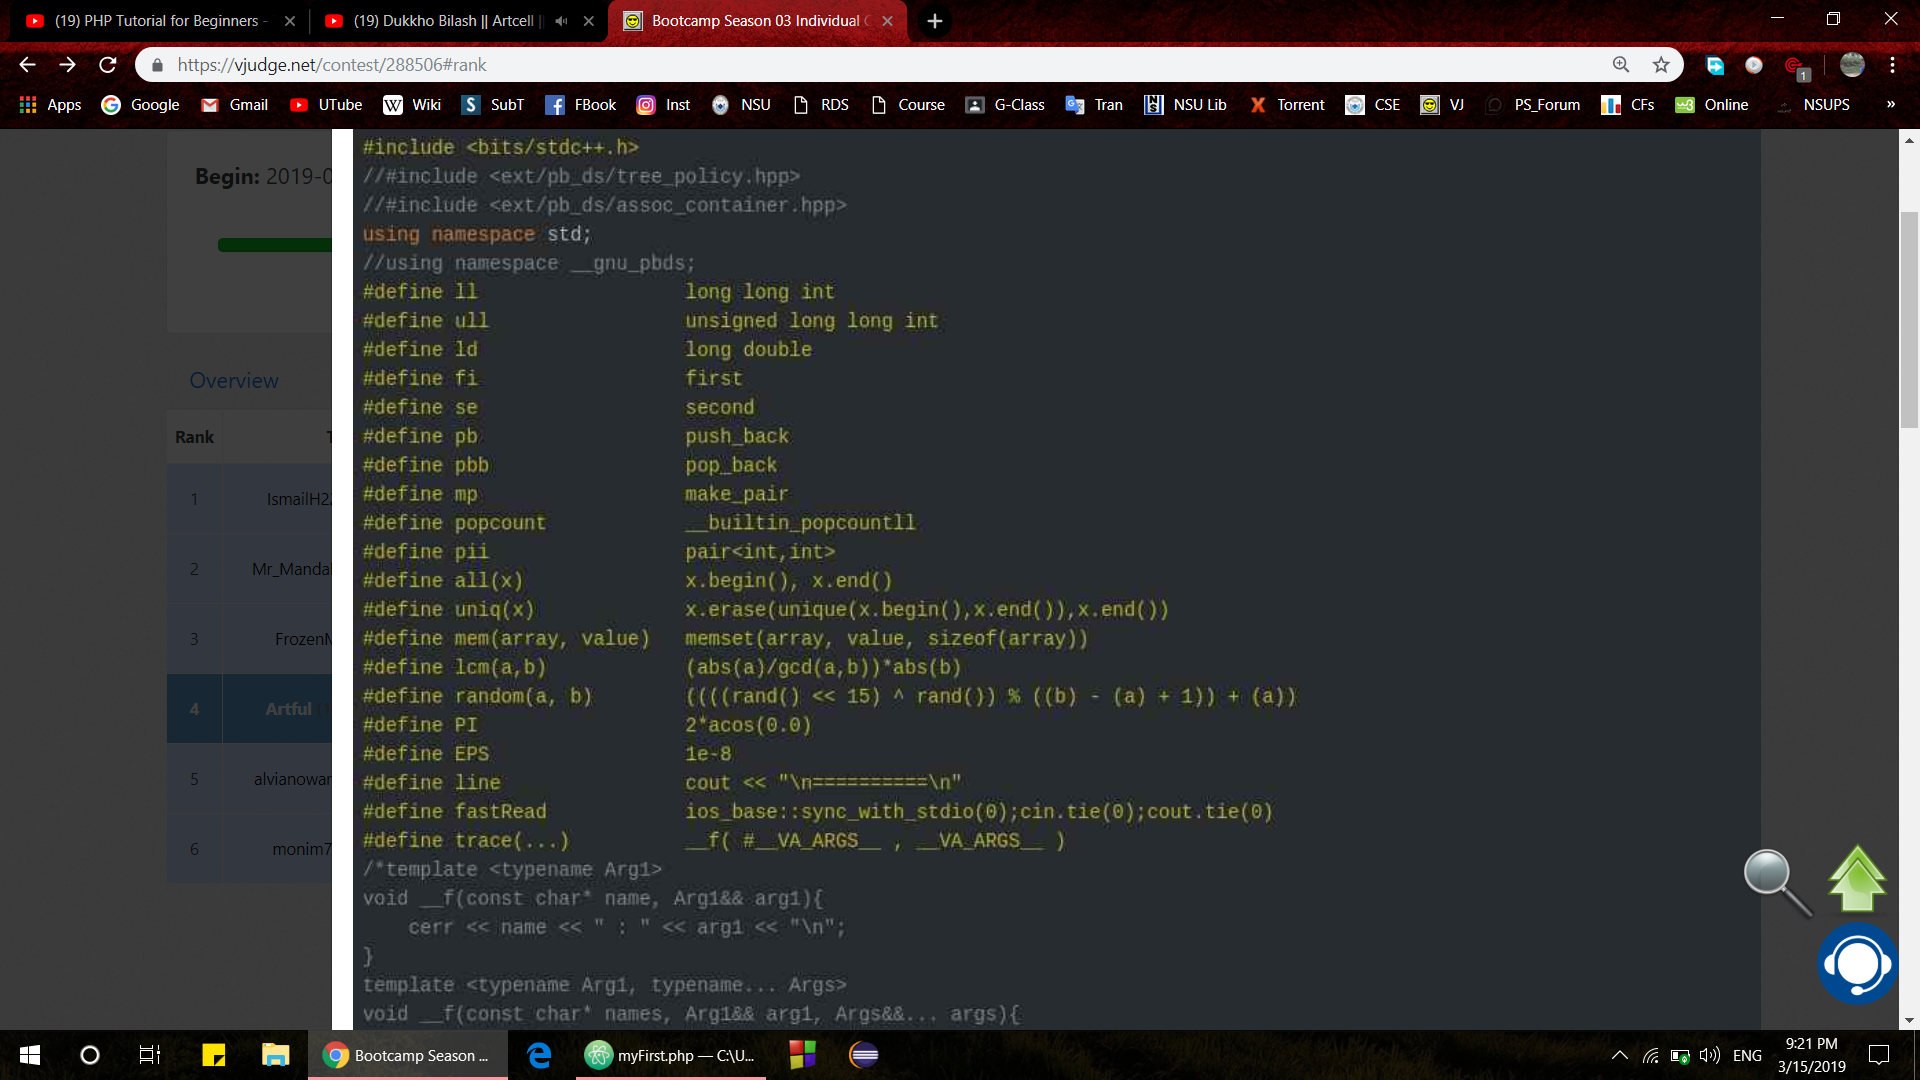 (19) PHP Tutorial for Beginners -
(19) Dukkho Bilash || Artcell ||
Bootcamp Season 03 Individual C
https://vjudge.net/contest/288506#rank
1
Apps Google Gmail UTube Wiki SubT FBook Inst NSU RDS Course G-Class Tran NSU Lib Torrent CSE VJ PS_Forum CFs Online NSUPS »
Begin: 2019-0
Overview
Rank T
1 IsmailH2
2 Mr_Manda
3 FrozenM
4 Artful
5 alvianowar
6 monim7
#include <bits/stdc++.h>
//#include <ext/pb_ds/tree_policy.hpp>
//#include <ext/pb_ds/assoc_container.hpp>
using namespace std;
//using namespace __gnu_pbds;
#define ll long long int
#define ull unsigned long long int
#define ld long double
#define fi first
#define se second
#define pb push_back
#define pbb pop_back
#define mp make_pair
#define popcount __builtin_popcountll
#define pii pair<int,int>
#define all(x) x.begin(), x.end()
#define uniq(x) x.erase(unique(x.begin(),x.end()),x.end())
#define mem(array, value) memset(array, value, sizeof(array))
#define lcm(a,b) (abs(a)/gcd(a,b))*abs(b)
#define random(a, b) ((((rand() << 15) ^ rand()) % ((b) - (a) + 1)) + (a))
#define PI 2*acos(0.0)
#define EPS 1e-8
#define line cout << "\n==========\n"
#define fastRead ios_base::sync_with_stdio(0);cin.tie(0);cout.tie(0)
#define trace(...) __f( #__VA_ARGS__ , __VA_ARGS__ )
/*template <typename Arg1>
void __f(const char* name, Arg1&& arg1){
cerr << name << " : " << arg1 << "\n";
}
template <typename Arg1, typename... Args>
void __f(const char* names, Arg1&& arg1, Args&&... args){
Bootcamp Season ...
myFirst.php — C:\U...
ENG
9:21 PM
3/15/2019